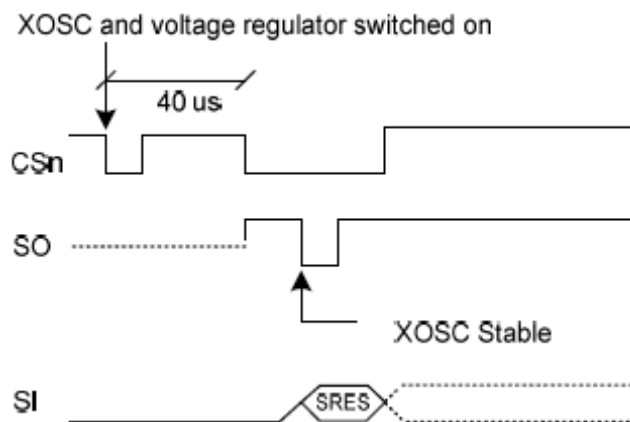 XOSC and voltage regulator switched on
40 us
CSn
SO
XOSC Stable
SI
SRES